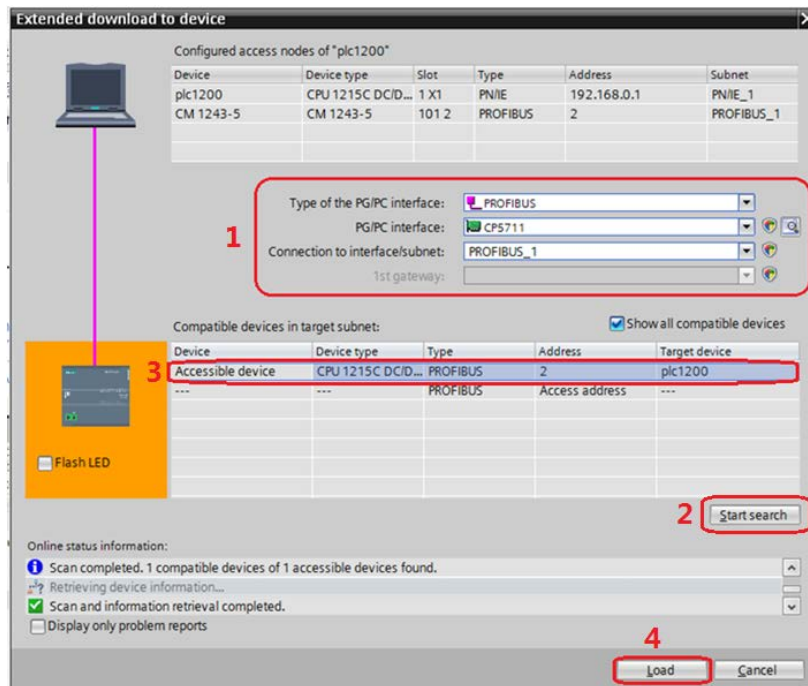 Extended download to device
Configured access nodes of "plc1200"
Device Device type Slot Type Address Subnet
plc1200 CPU 1215C DC/D... 1 X1 PN/IE 192.168.0.1 PN/IE_1
CM 1243-5 CM 1243-5 101 2 PROFIBUS 2 PROFIBUS_1
1
Type of the PG/PC interface: PROFIBUS
PG/PC interface: CP5711
Connection to interface/subnet: PROFIBUS_1
1st gateway:
Compatible devices in target subnet: Show all compatible devices
Device Device type Type Address Target device
3 Accessible device CPU 1215C DC/D... PROFIBUS 2 plc1200
--- --- PROFIBUS Access address ---
Flash LED
2 Start search
Online status information:
Scan completed. 1 compatible devices of 1 accessible devices found.
Retrieving device information...
Scan and information retrieval completed.
Display only problem reports
4
Load Cancel